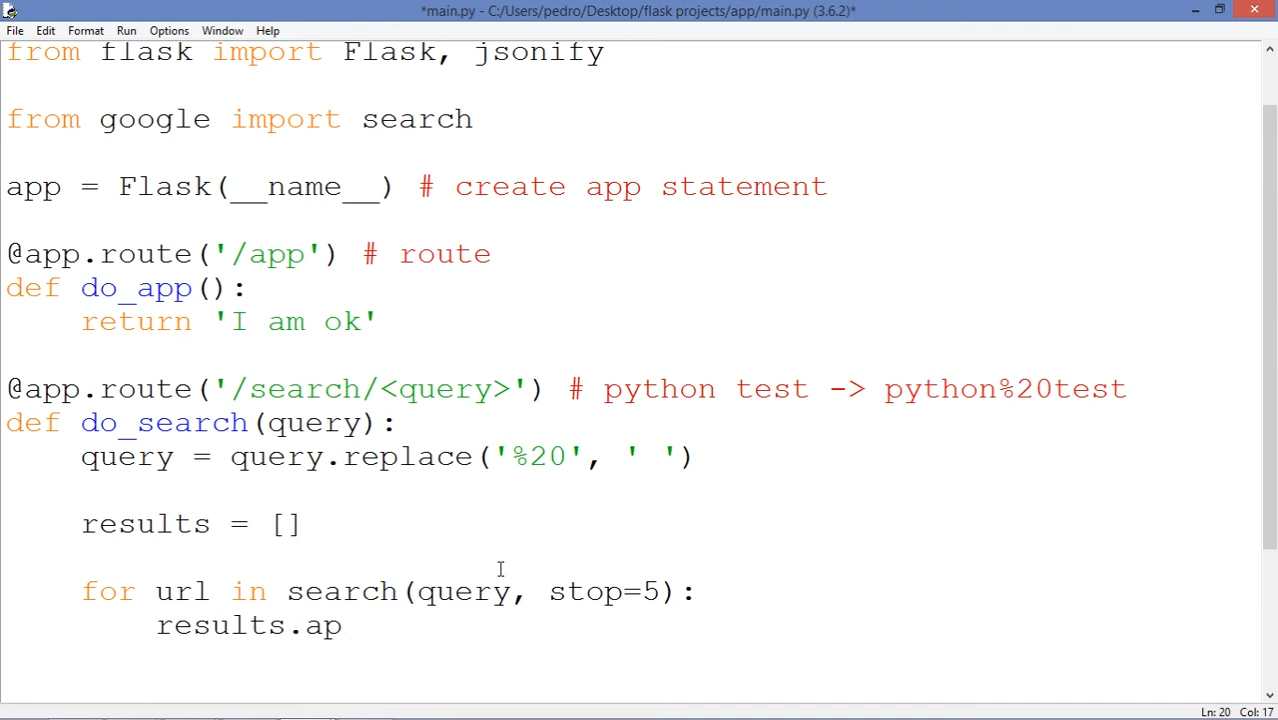 *main.py - C:/Users/pedro/Desktop/flask projects/app/main.py (3.6.2)*
File Edit Format Run Options Window Help
from flask import Flask, jsonify
from google import search
app = Flask(__name__) # create app statement
@app.route('/app') # route
def do_app():
    return 'I am ok'
@app.route('/search/<query>') # python test -> python%20test
def do_search(query):
    query = query.replace('%20', ' ')
    results = []
    for url in search(query, stop=5):
        results.ap
Ln: 20 Col: 17